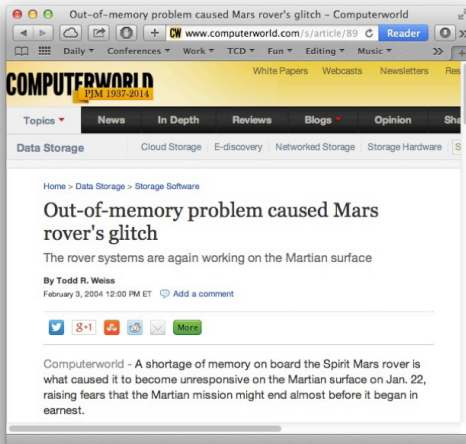 Out-of-memory problem caused Mars rover's glitch – Computerworld
CW www.computerworld.com/s/article/89 Reader
Daily Conferences Work TCD Fun Editing Music
COMPUTERWORLD
PJM 1937-2014
White Papers Webcasts Newsletters Res
Topics News In Depth Reviews Blogs Opinion Sha
Data Storage Cloud Storage E-discovery Networked Storage Storage Hardware S
Home > Data Storage > Storage Software
Out-of-memory problem caused Mars
rover's glitch
The rover systems are again working on the Martian surface
By Todd R. Weiss
February 3, 2004 12:00 PM ET Add a comment
g+1 More
Computerworld - A shortage of memory on board the Spirit Mars rover is
what caused it to become unresponsive on the Martian surface on Jan. 22,
raising fears that the Martian mission might end almost before it began in
earnest.